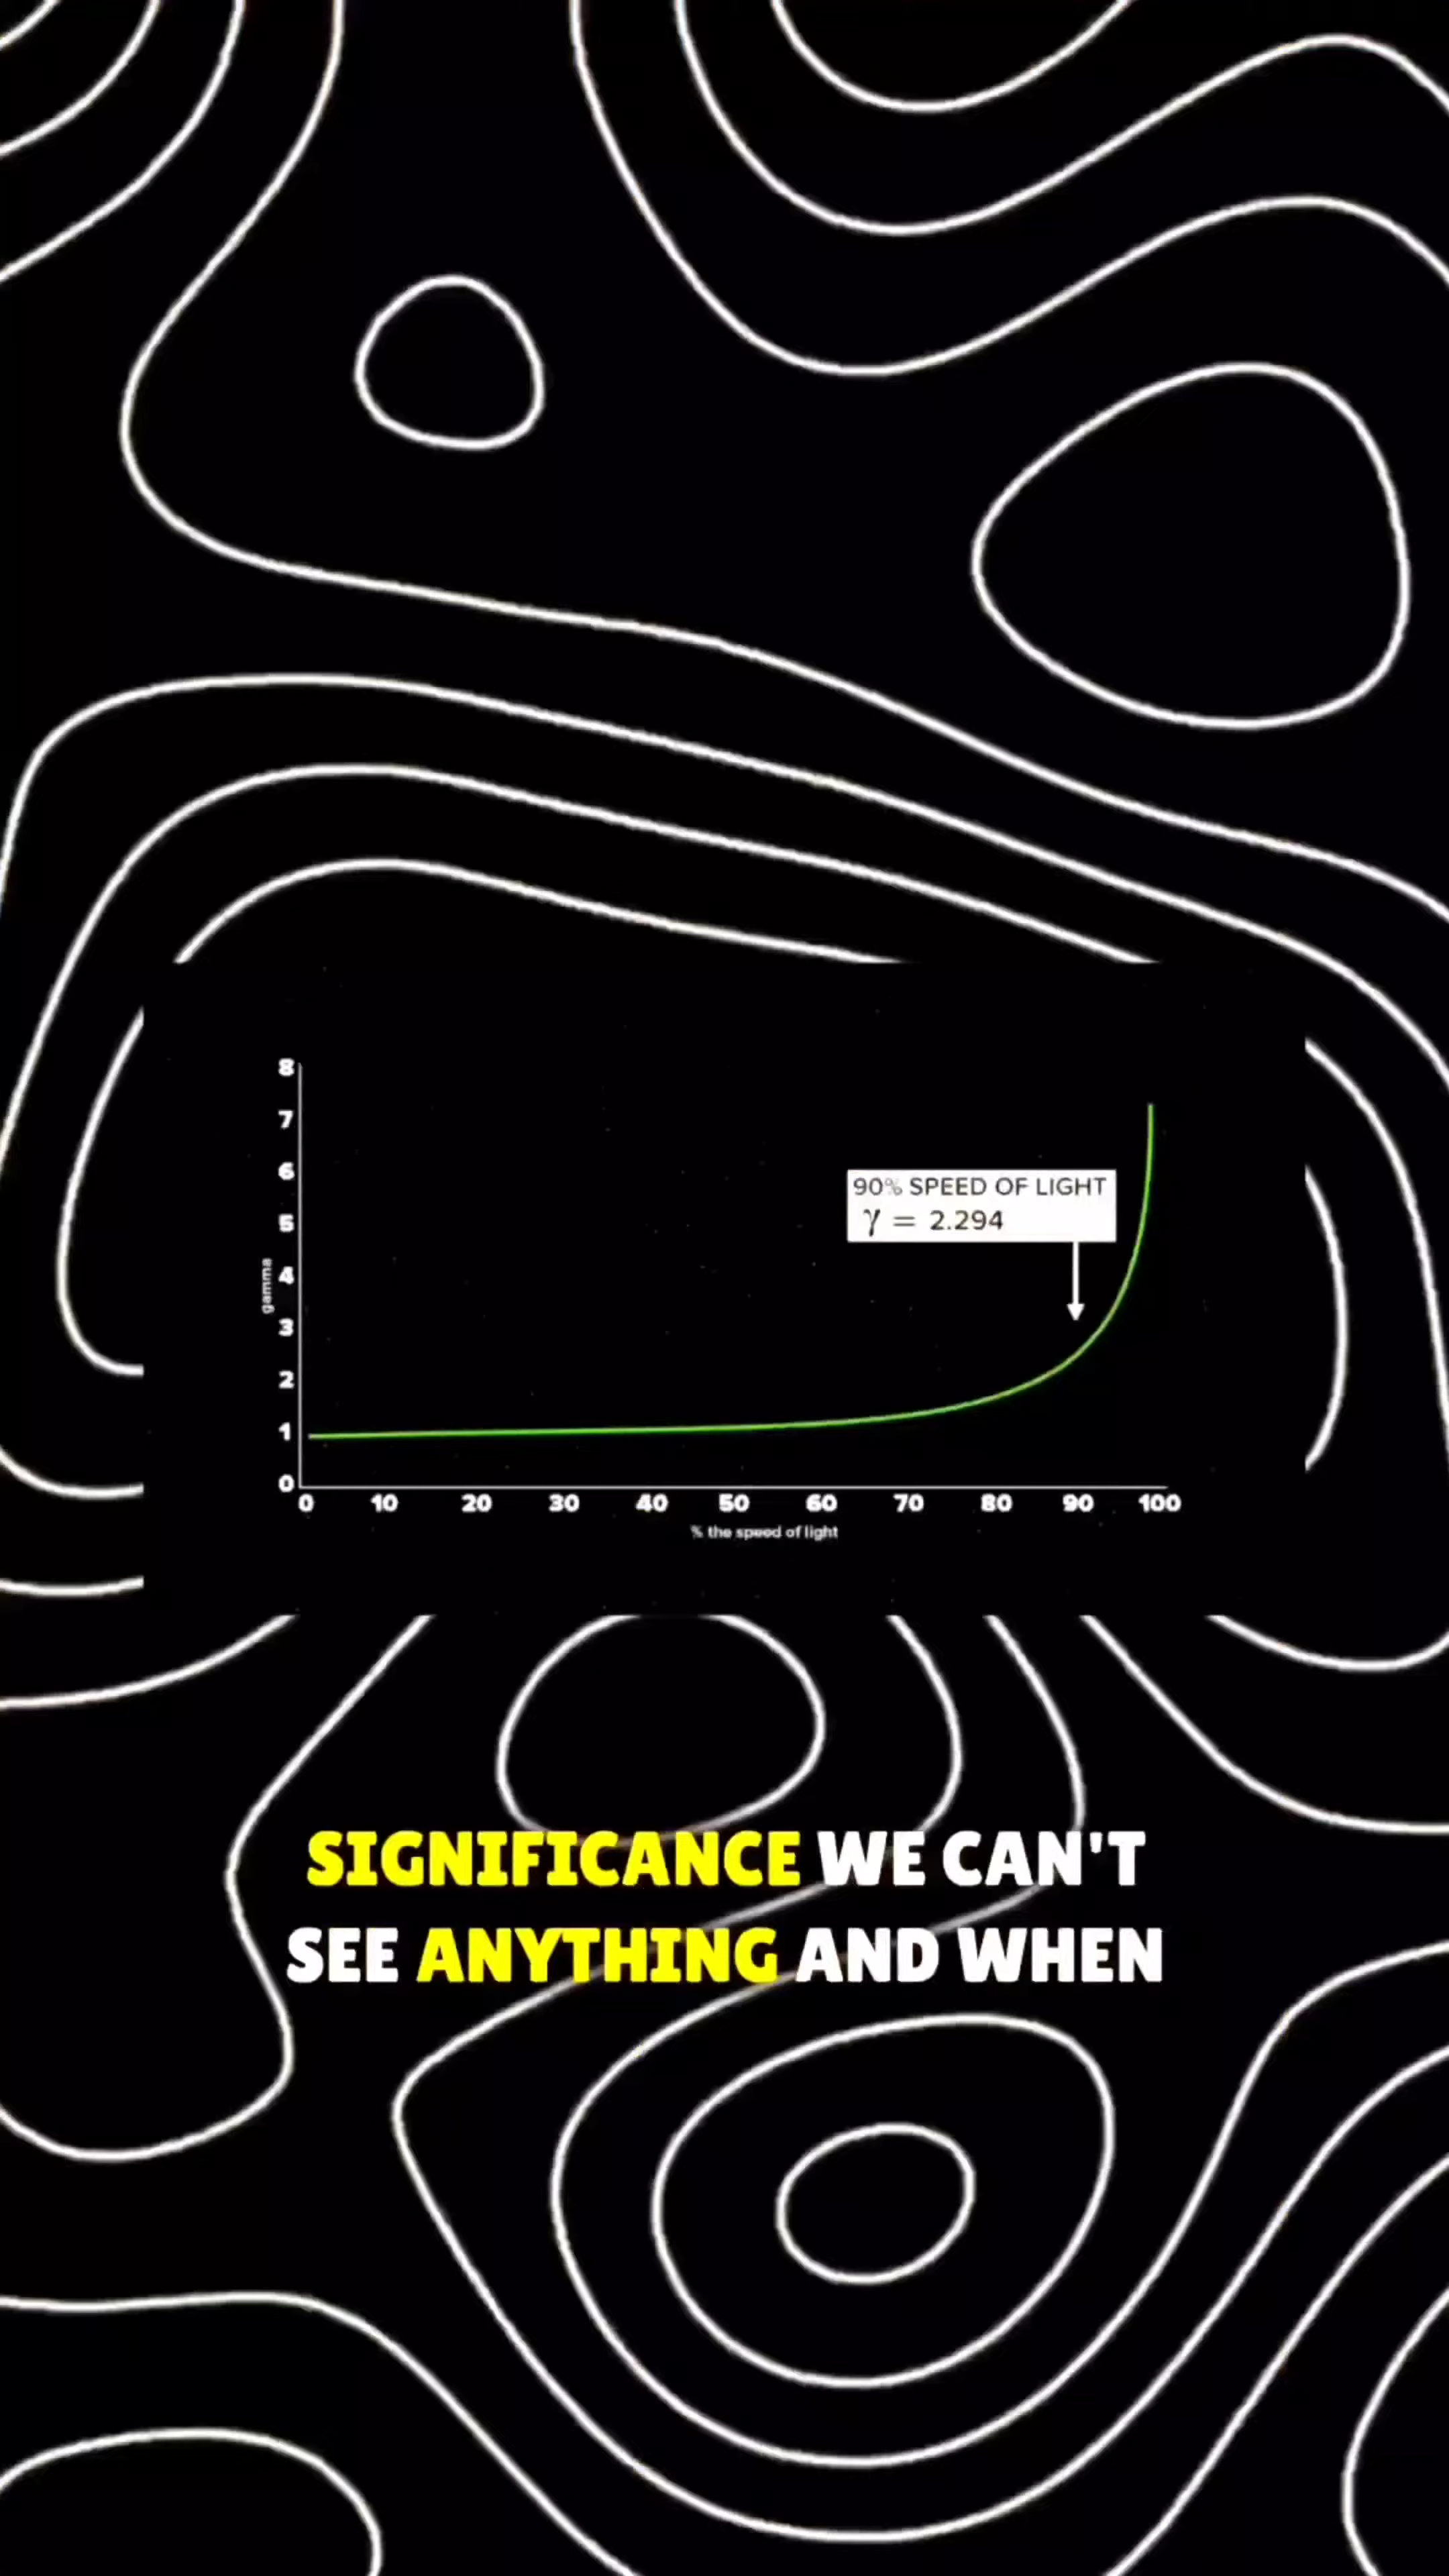 8
7
6
5
4
3
2
1
0
gamma
90% SPEED OF LIGHT
γ = 2.294
0 10 20 30 40 50 60 70 80 90 100
% the speed of light
SIGNIFICANCE WE CAN'T
SEE ANYTHING AND WHEN